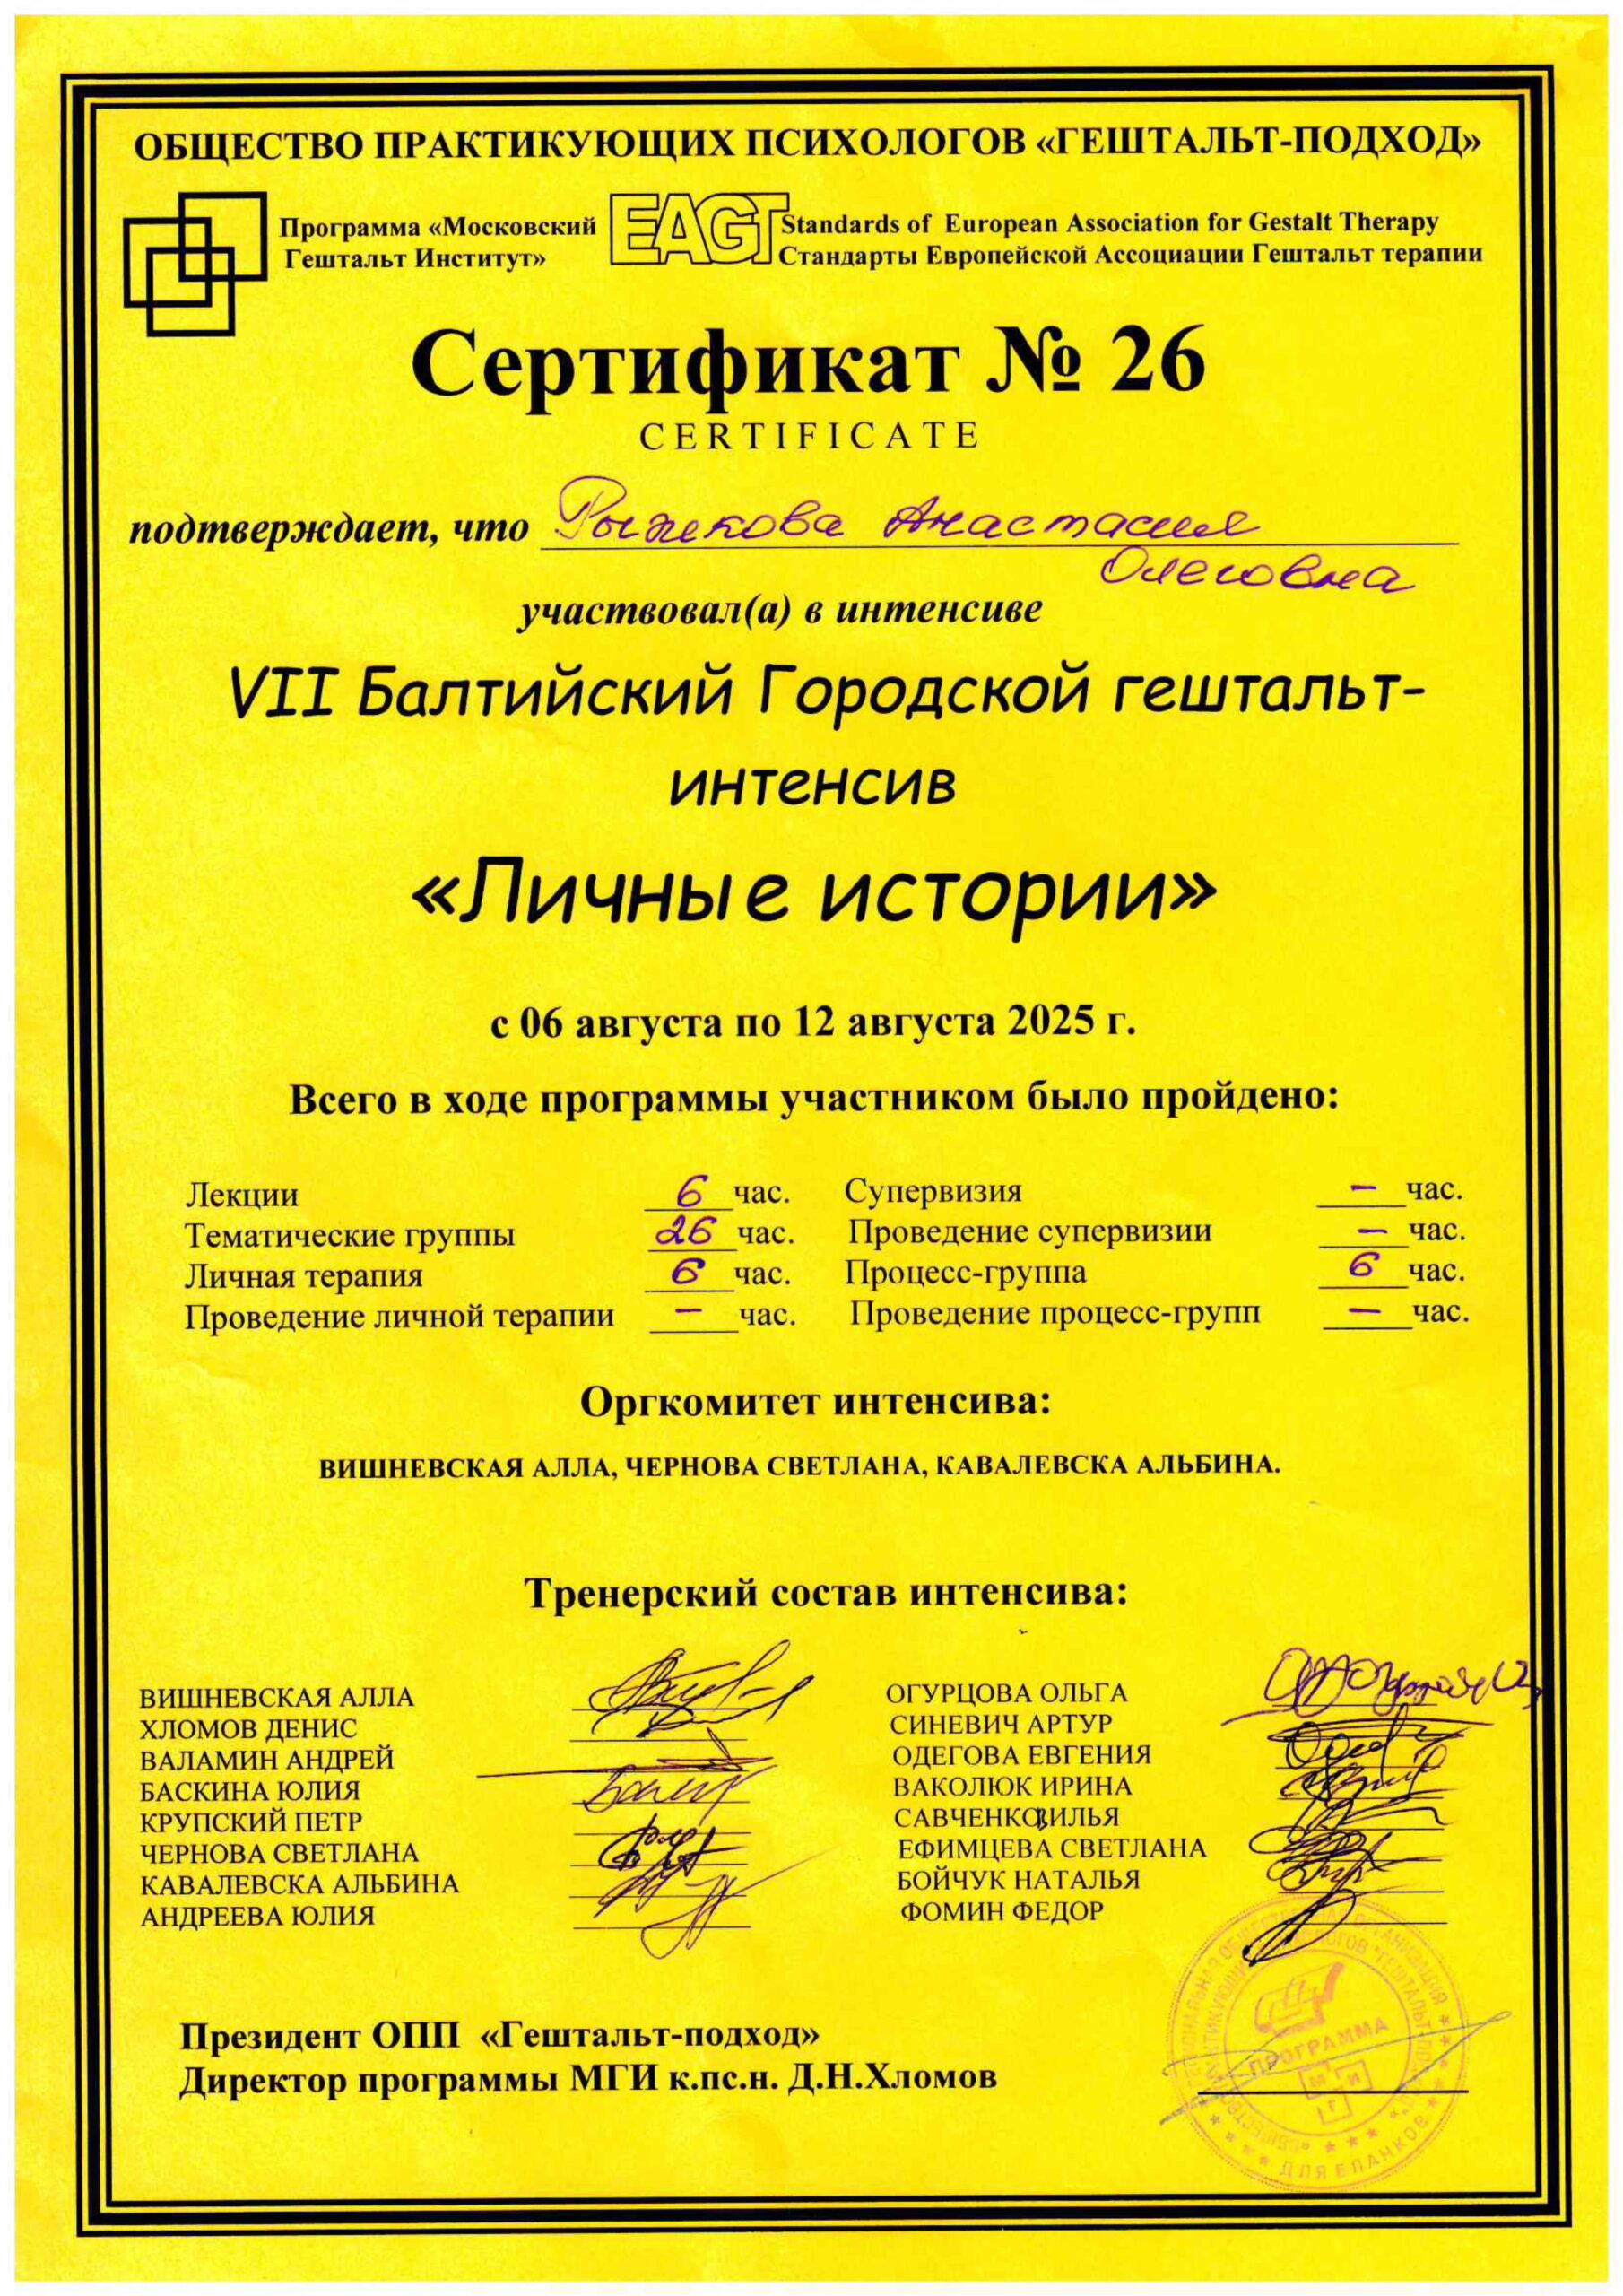 ОБЩЕСТВО ПРАКТИКУЮЩИХ ПСИХОЛОГОВ «ГЕШТАЛЬТ-ПОДХОД»
Программа «Московский
Гештальт Институт»
EAGT
Standards of European Association for Gestalt Therapy
Стандарты Европейской Ассоциации Гештальт терапии
Сертификат № 26
CERTIFICATE
подтверждает, что Рыжкова Анастасия
Олеговна
участвовал(а) в интенсиве
VII Балтийский Городской гештальт-
интенсив
«Личные истории»
с 06 августа по 12 августа 2025 г.
Всего в ходе программы участником было пройдено:
Лекции 6 час. Супервизия – час.
Тематические группы 26 час. Проведение супервизии – час.
Личная терапия 6 час. Процесс-группа 6 час.
Проведение личной терапии – час. Проведение процесс-групп – час.
Оргкомитет интенсива:
ВИШНЕВСКАЯ АЛЛА, ЧЕРНОВА СВЕТЛАНА, КАВАЛЕВСКА АЛЬБИНА.
Тренерский состав интенсива:
ВИШНЕВСКАЯ АЛЛА ОГУРЦОВА ОЛЬГА
ХЛОМОВ ДЕНИС СИНЕВИЧ АРТУР
ВАЛАМИН АНДРЕЙ ОДЕГОВА ЕВГЕНИЯ
БАСКИНА ЮЛИЯ ВАКОЛЮК ИРИНА
КРУПСКИЙ ПЕТР САВЧЕНКОВ ИЛЬЯ
ЧЕРНОВА СВЕТЛАНА ЕФИМЦЕВА СВЕТЛАНА
КАВАЛЕВСКА АЛЬБИНА БОЙЧУК НАТАЛЬЯ
АНДРЕЕВА ЮЛИЯ ФОМИН ФЕДОР
Президент ОПП «Гештальт-подход»
Директор программы МГИ к.пс.н. Д.Н.Хломов
ПРОГРАММА
М Г И
ДЛЯ БЛАНКОВ